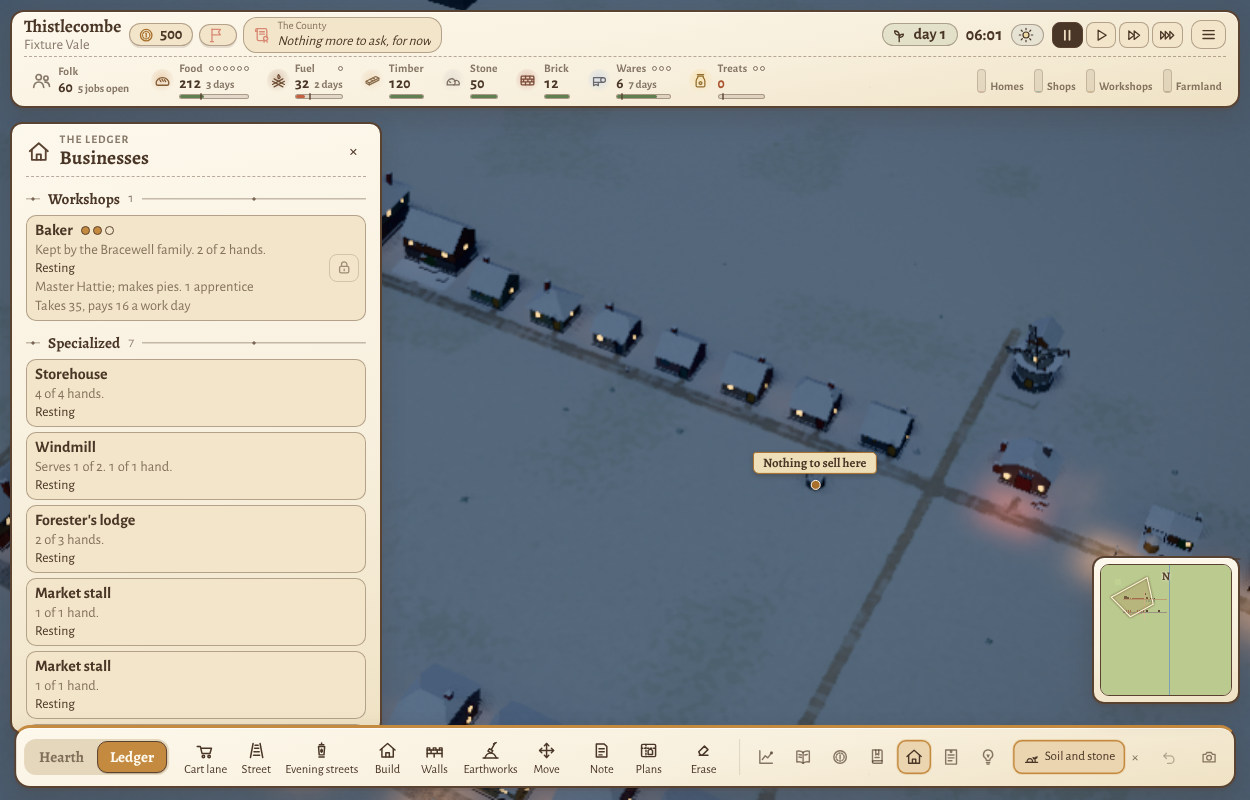 Thistlecombe
Fixture Vale
500
The County
Nothing more to ask, for now
day 1
06:01
Folk
60 5 jobs open
Food
212 3 days
Fuel
32 2 days
Timber
120
Stone
50
Brick
12
Wares
6 7 days
Treats
0
Homes
Shops
Workshops
Farmland
THE LEDGER
Businesses
×
Workshops 1
Baker
Kept by the Bracewell family. 2 of 2 hands.
Resting
Master Hattie; makes pies. 1 apprentice
Takes 35, pays 16 a work day
Specialized 7
Storehouse
4 of 4 hands.
Resting
Windmill
Serves 1 of 2. 1 of 1 hand.
Resting
Forester's lodge
2 of 3 hands.
Resting
Market stall
1 of 1 hand.
Resting
Market stall
1 of 1 hand.
Resting
Nothing to sell here
N
Hearth
Ledger
Cart lane
Street
Evening streets
Build
Walls
Earthworks
Move
Note
Plans
Erase
Soil and stone
×